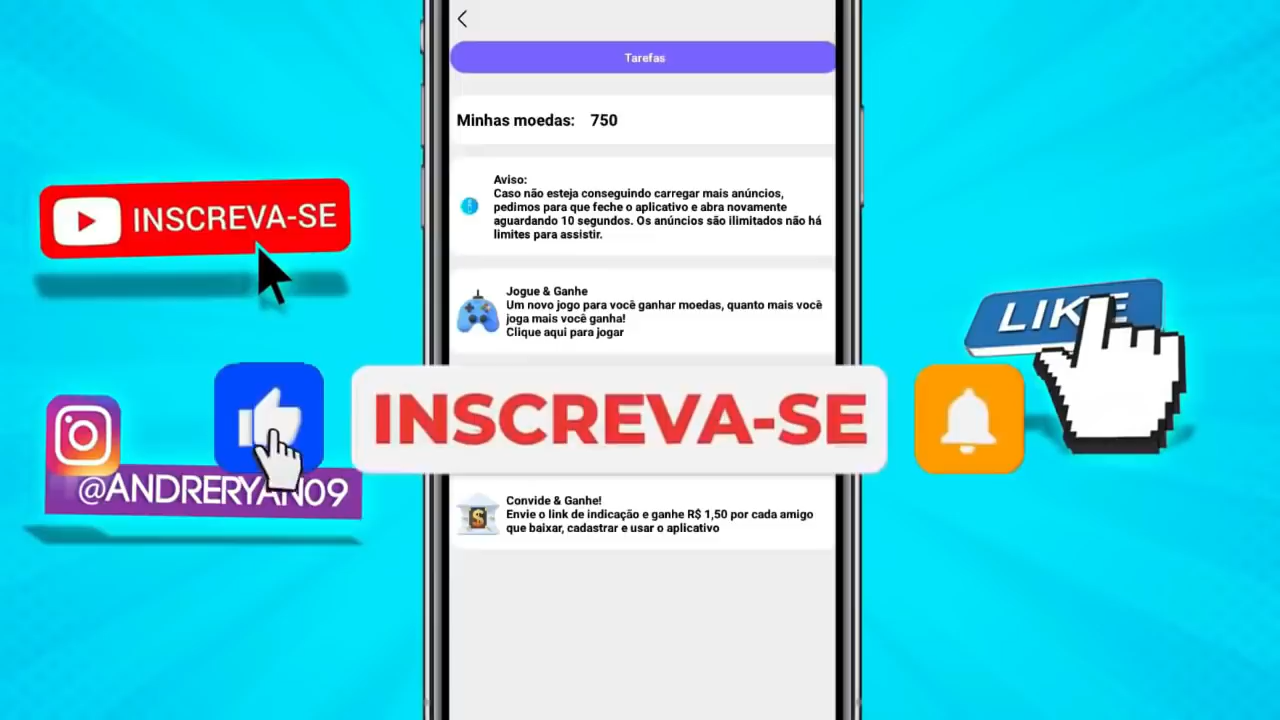 Tarefas
Minhas moedas: 750
Aviso:
Caso não esteja conseguindo carregar mais anúncios,
pedimos para que feche o aplicativo e abra novamente
aguardando 10 segundos. Os anúncios são ilimitados não há
limites para assistir.
INSCREVA-SE
Jogue & Ganhe
Um novo jogo para você ganhar moedas, quanto mais você
joga mais você ganha!
Clique aqui para jogar
LIKE
INSCREVA-SE
@ANDRERYAN09
Convide & Ganhe!
Envie o link de indicação e ganhe R$ 1,50 por cada amigo
que baixar, cadastrar e usar o aplicativo